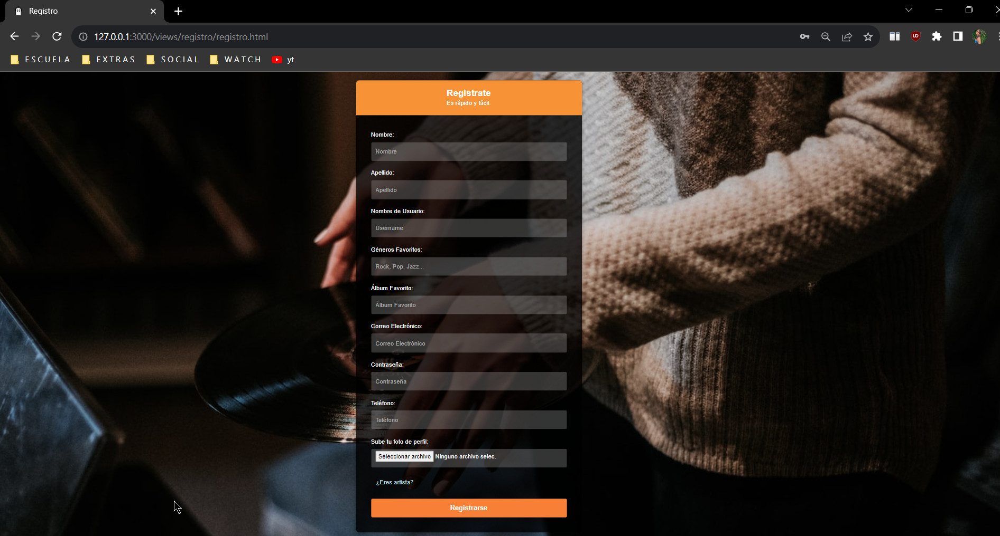 Registro
127.0.0.1:3000/views/registro/registro.html
ESCUELA EXTRAS SOCIAL WATCH yt
Registrate
Es rápido y fácil.
Nombre:
Nombre
Apellido:
Apellido
Nombre de Usuario:
Username
Géneros Favoritos:
Rock, Pop, Jazz...
Álbum Favorito:
Álbum Favorito
Correo Electrónico:
Correo Electrónico
Contraseña:
Contraseña
Teléfono:
Teléfono
Sube tu foto de perfil:
Seleccionar archivo Ninguno archivo selec.
¿Eres artista?
Registrarse